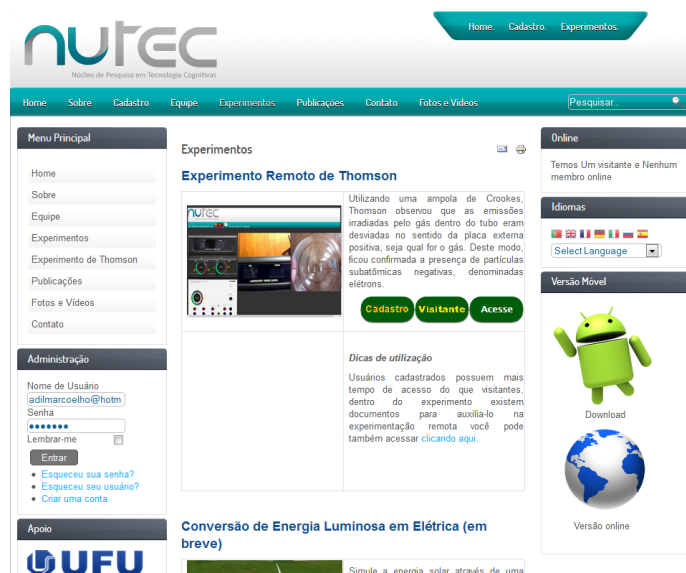 nutec
Núcleo de Pesquisa em Tecnologia Cognitivas
Home. Cadastro. Experimentos.
Home Sobre Cadastro Equipe Experimentos Publicações Contato Fotos e Vídeos
Pesquisar...
Menu Principal
Home
Sobre
Equipe
Experimentos
Experimento de Thomson
Publicações
Fotos e Vídeos
Contato
Administração
Nome de Usuário
adilmarcoelho@hotm
Senha
Lembrar-me
Entrar
Esqueceu sua senha?
Esqueceu seu usuário?
Criar uma conta
Apoio
UFU
Experimentos
Experimento Remoto de Thomson
nutec
Utilizando uma ampola de Crookes,
Thomson observou que as emissões
irradiadas pelo gás dentro do tubo eram
desviadas no sentido da placa externa
positiva, seja qual for o gás. Deste modo,
ficou confirmada a presença de partículas
subatômicas negativas, denominadas
elétrons.
Cadastro Visitante Acesse
Dicas de utilização
Usuários cadastrados possuem mais
tempo de acesso do que visitantes,
dentro do experimento existem
documentos para auxilia-lo na
experimentação remota você pode
também acessar clicando aqui.
Conversão de Energia Luminosa em Elétrica (em
breve)
Simule a energia solar através de uma
Online
Temos Um visitante e Nenhum
membro online
Idiomas
Select Language
Versão Móvel
Download
Versão online